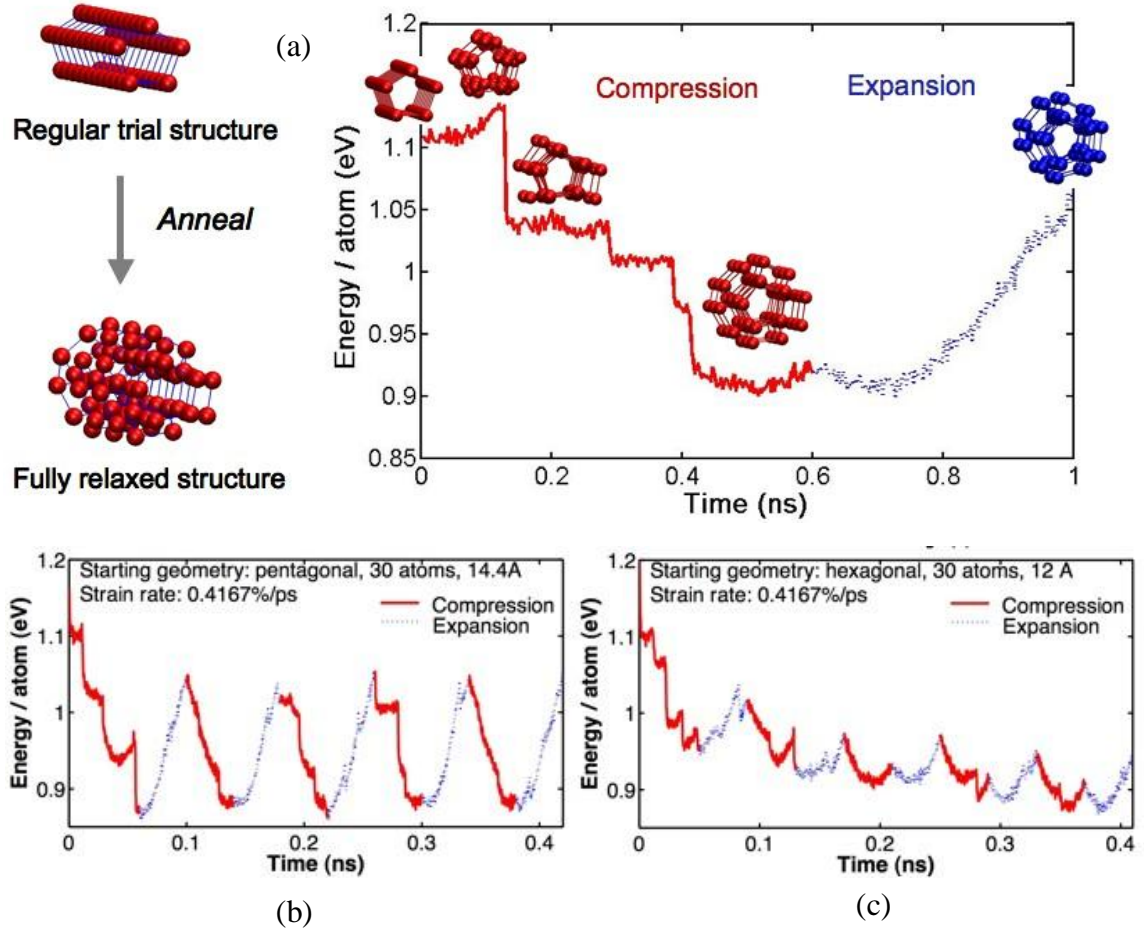 (a)
Regular trial structure
Anneal
Fully relaxed structure
1.2
1.1
1.05
1
0.95
0.9
0.85
Energy / atom (eV)
Compression
Expansion
0
0.2
0.4
0.6
0.8
1
Time (ns)
1.2
1.1
1
0.9
Energy / atom (eV)
Starting geometry: pentagonal, 30 atoms, 14.4A
Strain rate: 0.4167%/ps
Compression
Expansion
0
0.1
0.2
0.3
0.4
Time (ns)
(b)
1.2
1.1
1
0.9
Energy / atom (eV)
Starting geometry: hexagonal, 30 atoms, 12 A
Strain rate: 0.4167%/ps
Compression
Expansion
0
0.1
0.2
0.3
0.4
Time (ns)
(c)